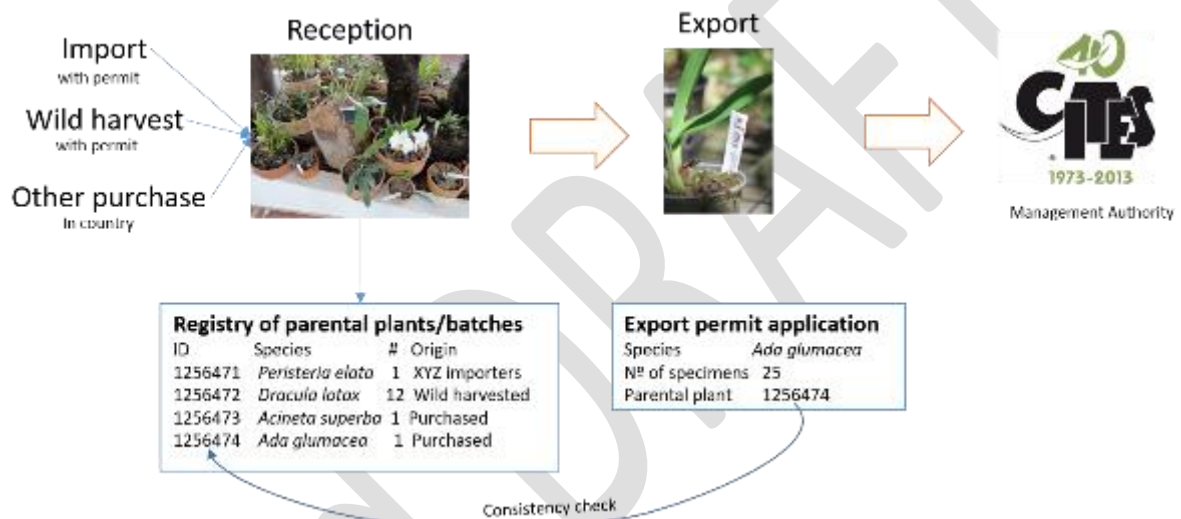 Reception
Export
Import
with permit
Wild harvest
with permit
Other purchase
In country
40
CITES
1973-2013
Management Authority
Registry of parental plants/batches
ID Species # Origin
1256471 Peristeria elata 1 XYZ importers
1256472 Dracula lotax 12 Wild harvested
1256473 Acineta superba 1 Purchased
1256474 Ada glumacea 1 Purchased
Export permit application
Species Ada glumacea
Nº of specimens 25
Parental plant 1256474
Consistency check
DRAFT